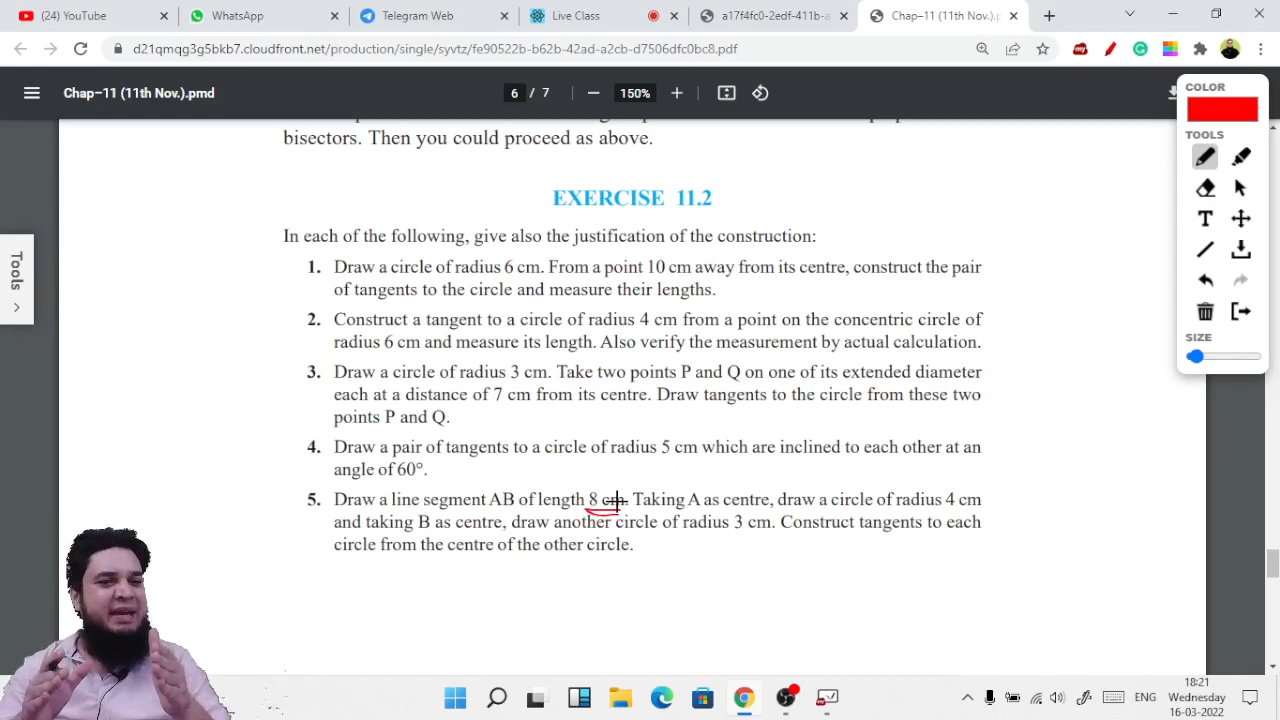 (24) YouTube
WhatsApp
Telegram Web
Live Class
a17f4fc0-2edf-411b-a
Chap-11 (11th Nov.).p
d21qmqg3g5bkb7.cloudfront.net/production/single/syvtz/fe90522b-b62b-42ad-a2cb-d7506dfc0bc8.pdf
Chap-11 (11th Nov.).pmd
6 / 7
150%
COLOR
TOOLS
SIZE
Tools
bisectors. Then you could proceed as above.
EXERCISE 11.2
In each of the following, give also the justification of the construction:
1. Draw a circle of radius 6 cm. From a point 10 cm away from its centre, construct the pair
of tangents to the circle and measure their lengths.
2. Construct a tangent to a circle of radius 4 cm from a point on the concentric circle of
radius 6 cm and measure its length. Also verify the measurement by actual calculation.
3. Draw a circle of radius 3 cm. Take two points P and Q on one of its extended diameter
each at a distance of 7 cm from its centre. Draw tangents to the circle from these two
points P and Q.
4. Draw a pair of tangents to a circle of radius 5 cm which are inclined to each other at an
angle of 60°.
5. Draw a line segment AB of length 8 cm. Taking A as centre, draw a circle of radius 4 cm
and taking B as centre, draw another circle of radius 3 cm. Construct tangents to each
circle from the centre of the other circle.
ENG
18:21
Wednesday
16-03-2022